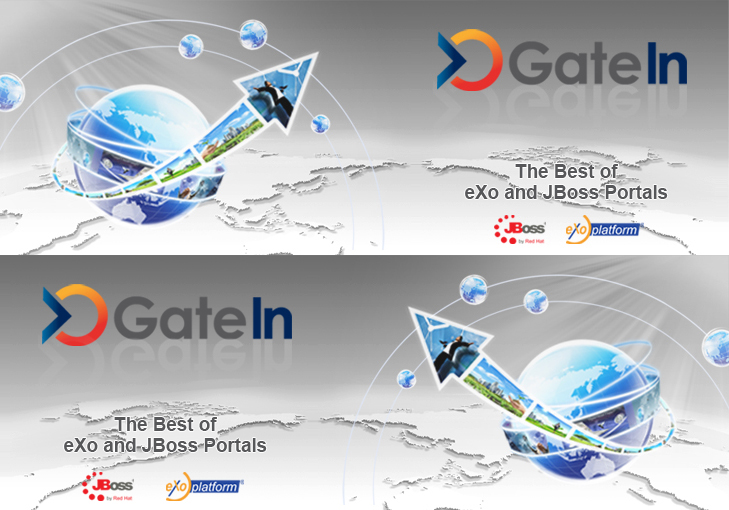 GateIn
The Best of
eXo and JBoss Portals
JBoss
by Red Hat
eXo platform
GateIn
The Best of
eXo and JBoss Portals
JBoss
by Red Hat
eXo platform